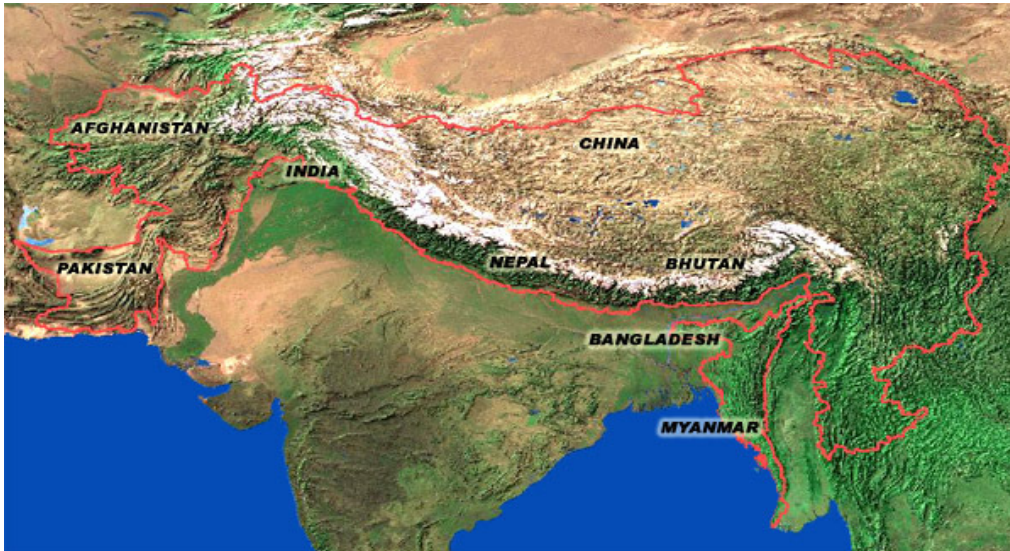 AFGHANISTAN
CHINA
INDIA
PAKISTAN
NEPAL
BHUTAN
BANGLADESH
MYANMAR